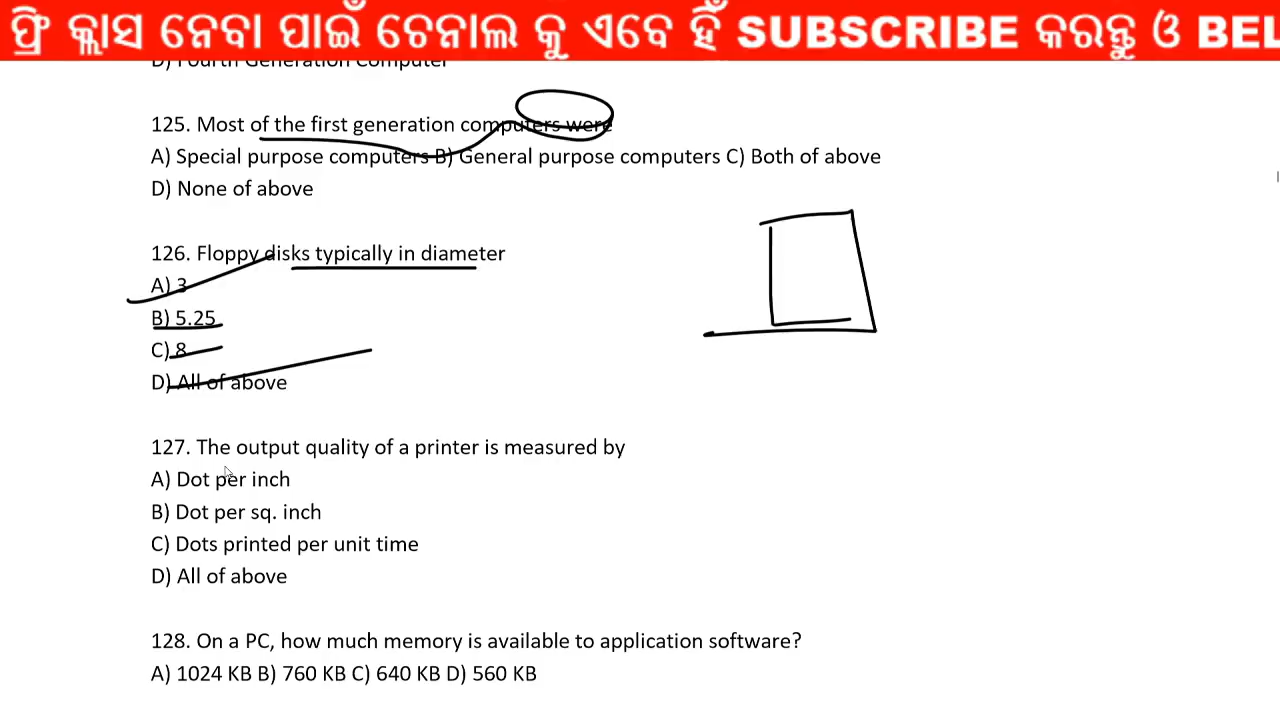 ଫ୍ରି କ୍ଲାସ ନେବା ପାଇଁ ଚେନାଲ କୁ ଏବେ ହିଁ SUBSCRIBE କରନ୍ତୁ ଓ BEL
D) Fourth Generation Computer
125. Most of the first generation computers were
A) Special purpose computers B) General purpose computers C) Both of above
D) None of above
126. Floppy disks typically in diameter
A) 3
B) 5.25
C) 8
D) All of above
127. The output quality of a printer is measured by
A) Dot per inch
B) Dot per sq. inch
C) Dots printed per unit time
D) All of above
128. On a PC, how much memory is available to application software?
A) 1024 KB B) 760 KB C) 640 KB D) 560 KB